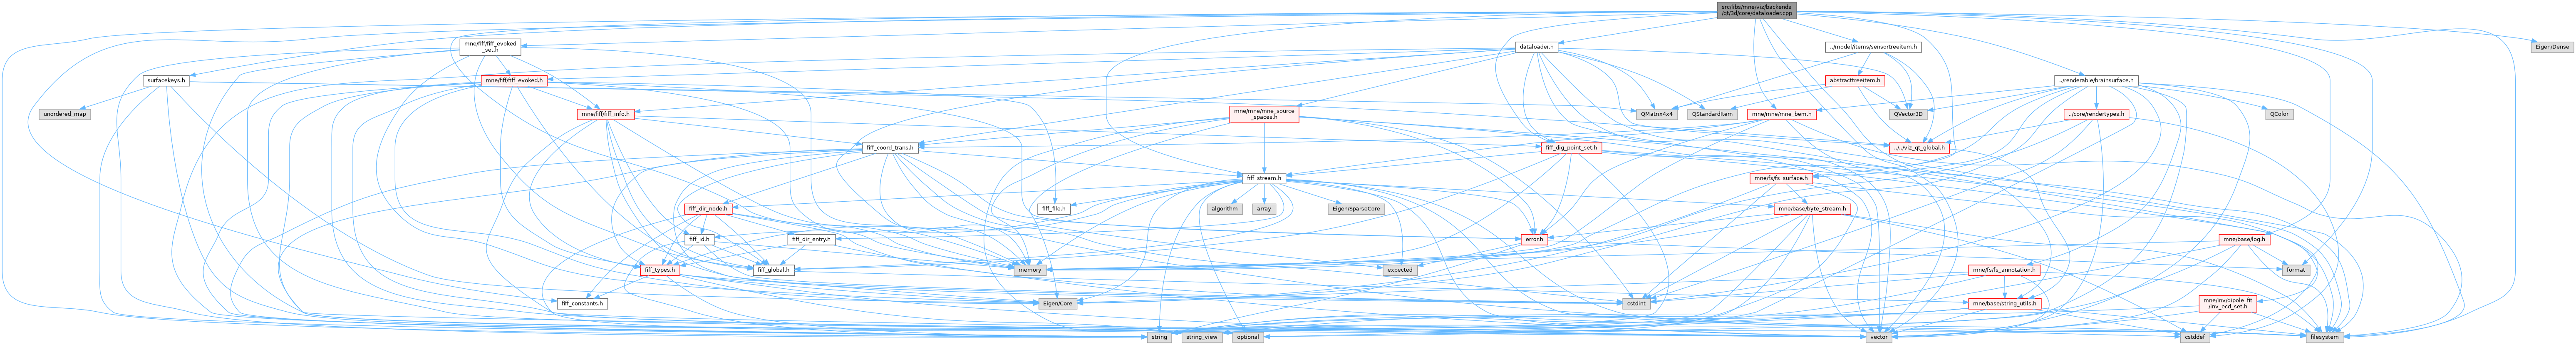 src/libs/mne/viz/backends
/qt/3d/core/dataloader.cpp
mne/fiff/fiff_evoked
_set.h
dataloader.h
../model/items/sensortreeitem.h
Eigen/Dense
surfacekeys.h
mne/fiff/fiff_evoked.h
abstracttreeitem.h
../renderable/brainsurface.h
unordered_map
mne/fiff/fiff_info.h
mne/mne/mne_source
_spaces.h
QMatrix4x4
QStandardItem
mne/mne/mne_bem.h
QVector3D
../core/rendertypes.h
QColor
fiff_coord_trans.h
fiff_dig_point_set.h
../../viz_qt_global.h
fiff_stream.h
mne/fs/fs_surface.h
fiff_dir_node.h
fiff_file.h
algorithm
array
Eigen/SparseCore
mne/base/byte_stream.h
fiff_id.h
fiff_dir_entry.h
error.h
mne/base/log.h
fiff_types.h
fiff_global.h
memory
expected
mne/fs/fs_annotation.h
format
fiff_constants.h
Eigen/Core
cstdint
mne/base/string_utils.h
mne/inv/dipole_fit
/inv_ecd_set.h
string
string_view
optional
vector
cstddef
filesystem